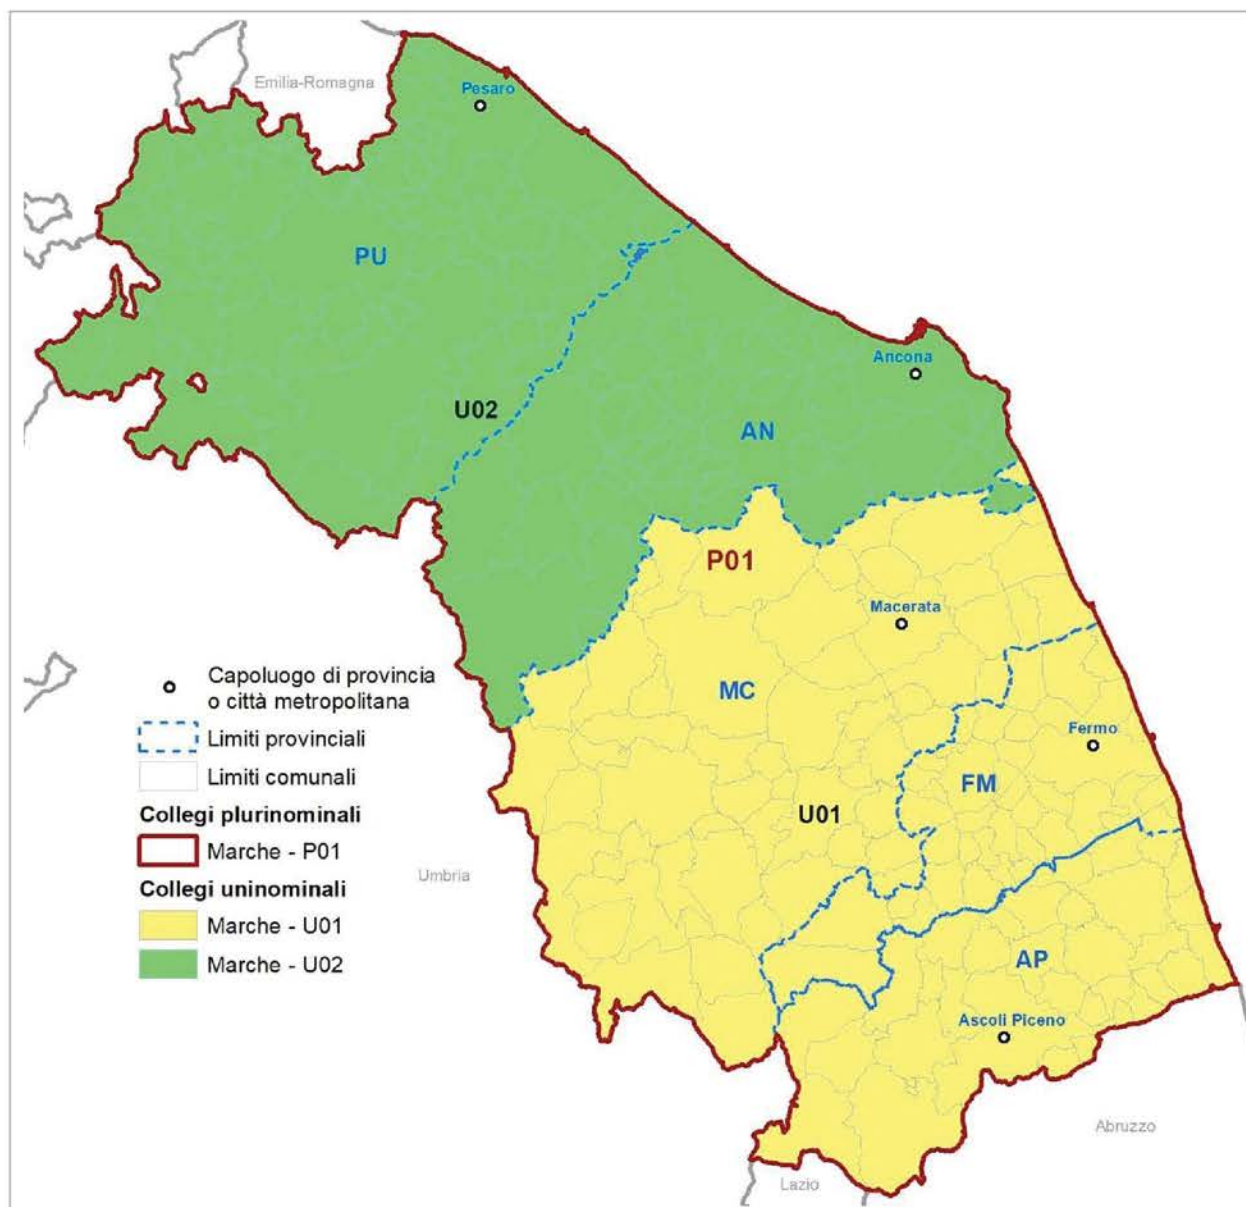 Emilia-Romagna
Pesaro
PU
Ancona
U02
AN
P01
Macerata
MC
Fermo
FM
U01
Umbria
AP
Ascoli Piceno
Abruzzo
Lazio
Capoluogo di provincia
o città metropolitana
Limiti provinciali
Limiti comunali
Collegi plurinominali
Marche - P01
Collegi uninominali
Marche - U01
Marche - U02